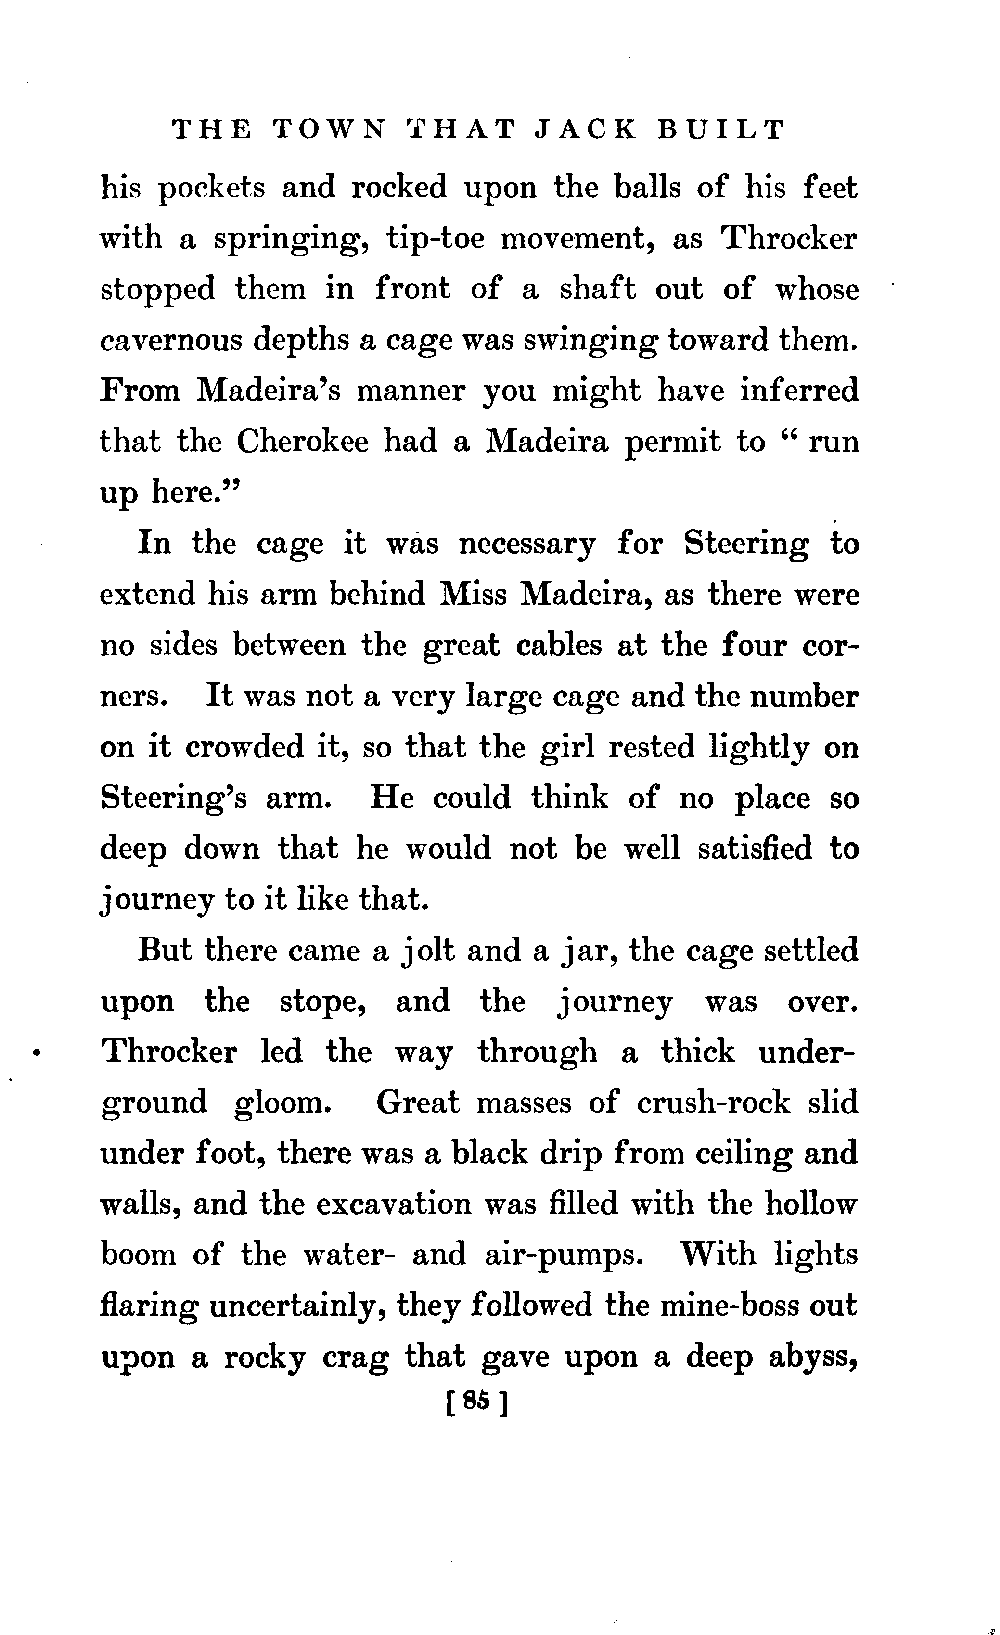 THE TOWN THAT JACK BUILT
his pockets and rocked upon the balls of his feet
with a springing, tip-toe movement, as Throcker
stopped them in front of a shaft out of whose
cavernous depths a cage was swinging toward them.
From Madeira’s manner you might have inferred
that the Cherokee had a Madeira permit to “ run
up here.”
In the cage it was necessary for Steering to
extend his arm behind Miss Madeira, as there were
no sides between the great cables at the four cor-
ners. It was not a very large cage and the number
on it crowded it, so that the girl rested lightly on
Steering’s arm. He could think of no place so
deep down that he would not be well satisfied to
journey to it like that.
But there came a jolt and a jar, the cage settled
upon the stope, and the journey was over.
Throcker led the way through a thick under-
ground gloom. Great masses of crush-rock slid
under foot, there was a black drip from ceiling and
walls, and the excavation was filled with the hollow
boom of the water- and air-pumps. With lights
flaring uncertainly, they followed the mine-boss out
upon a rocky crag that gave upon a deep abyss,
[ 85 ]